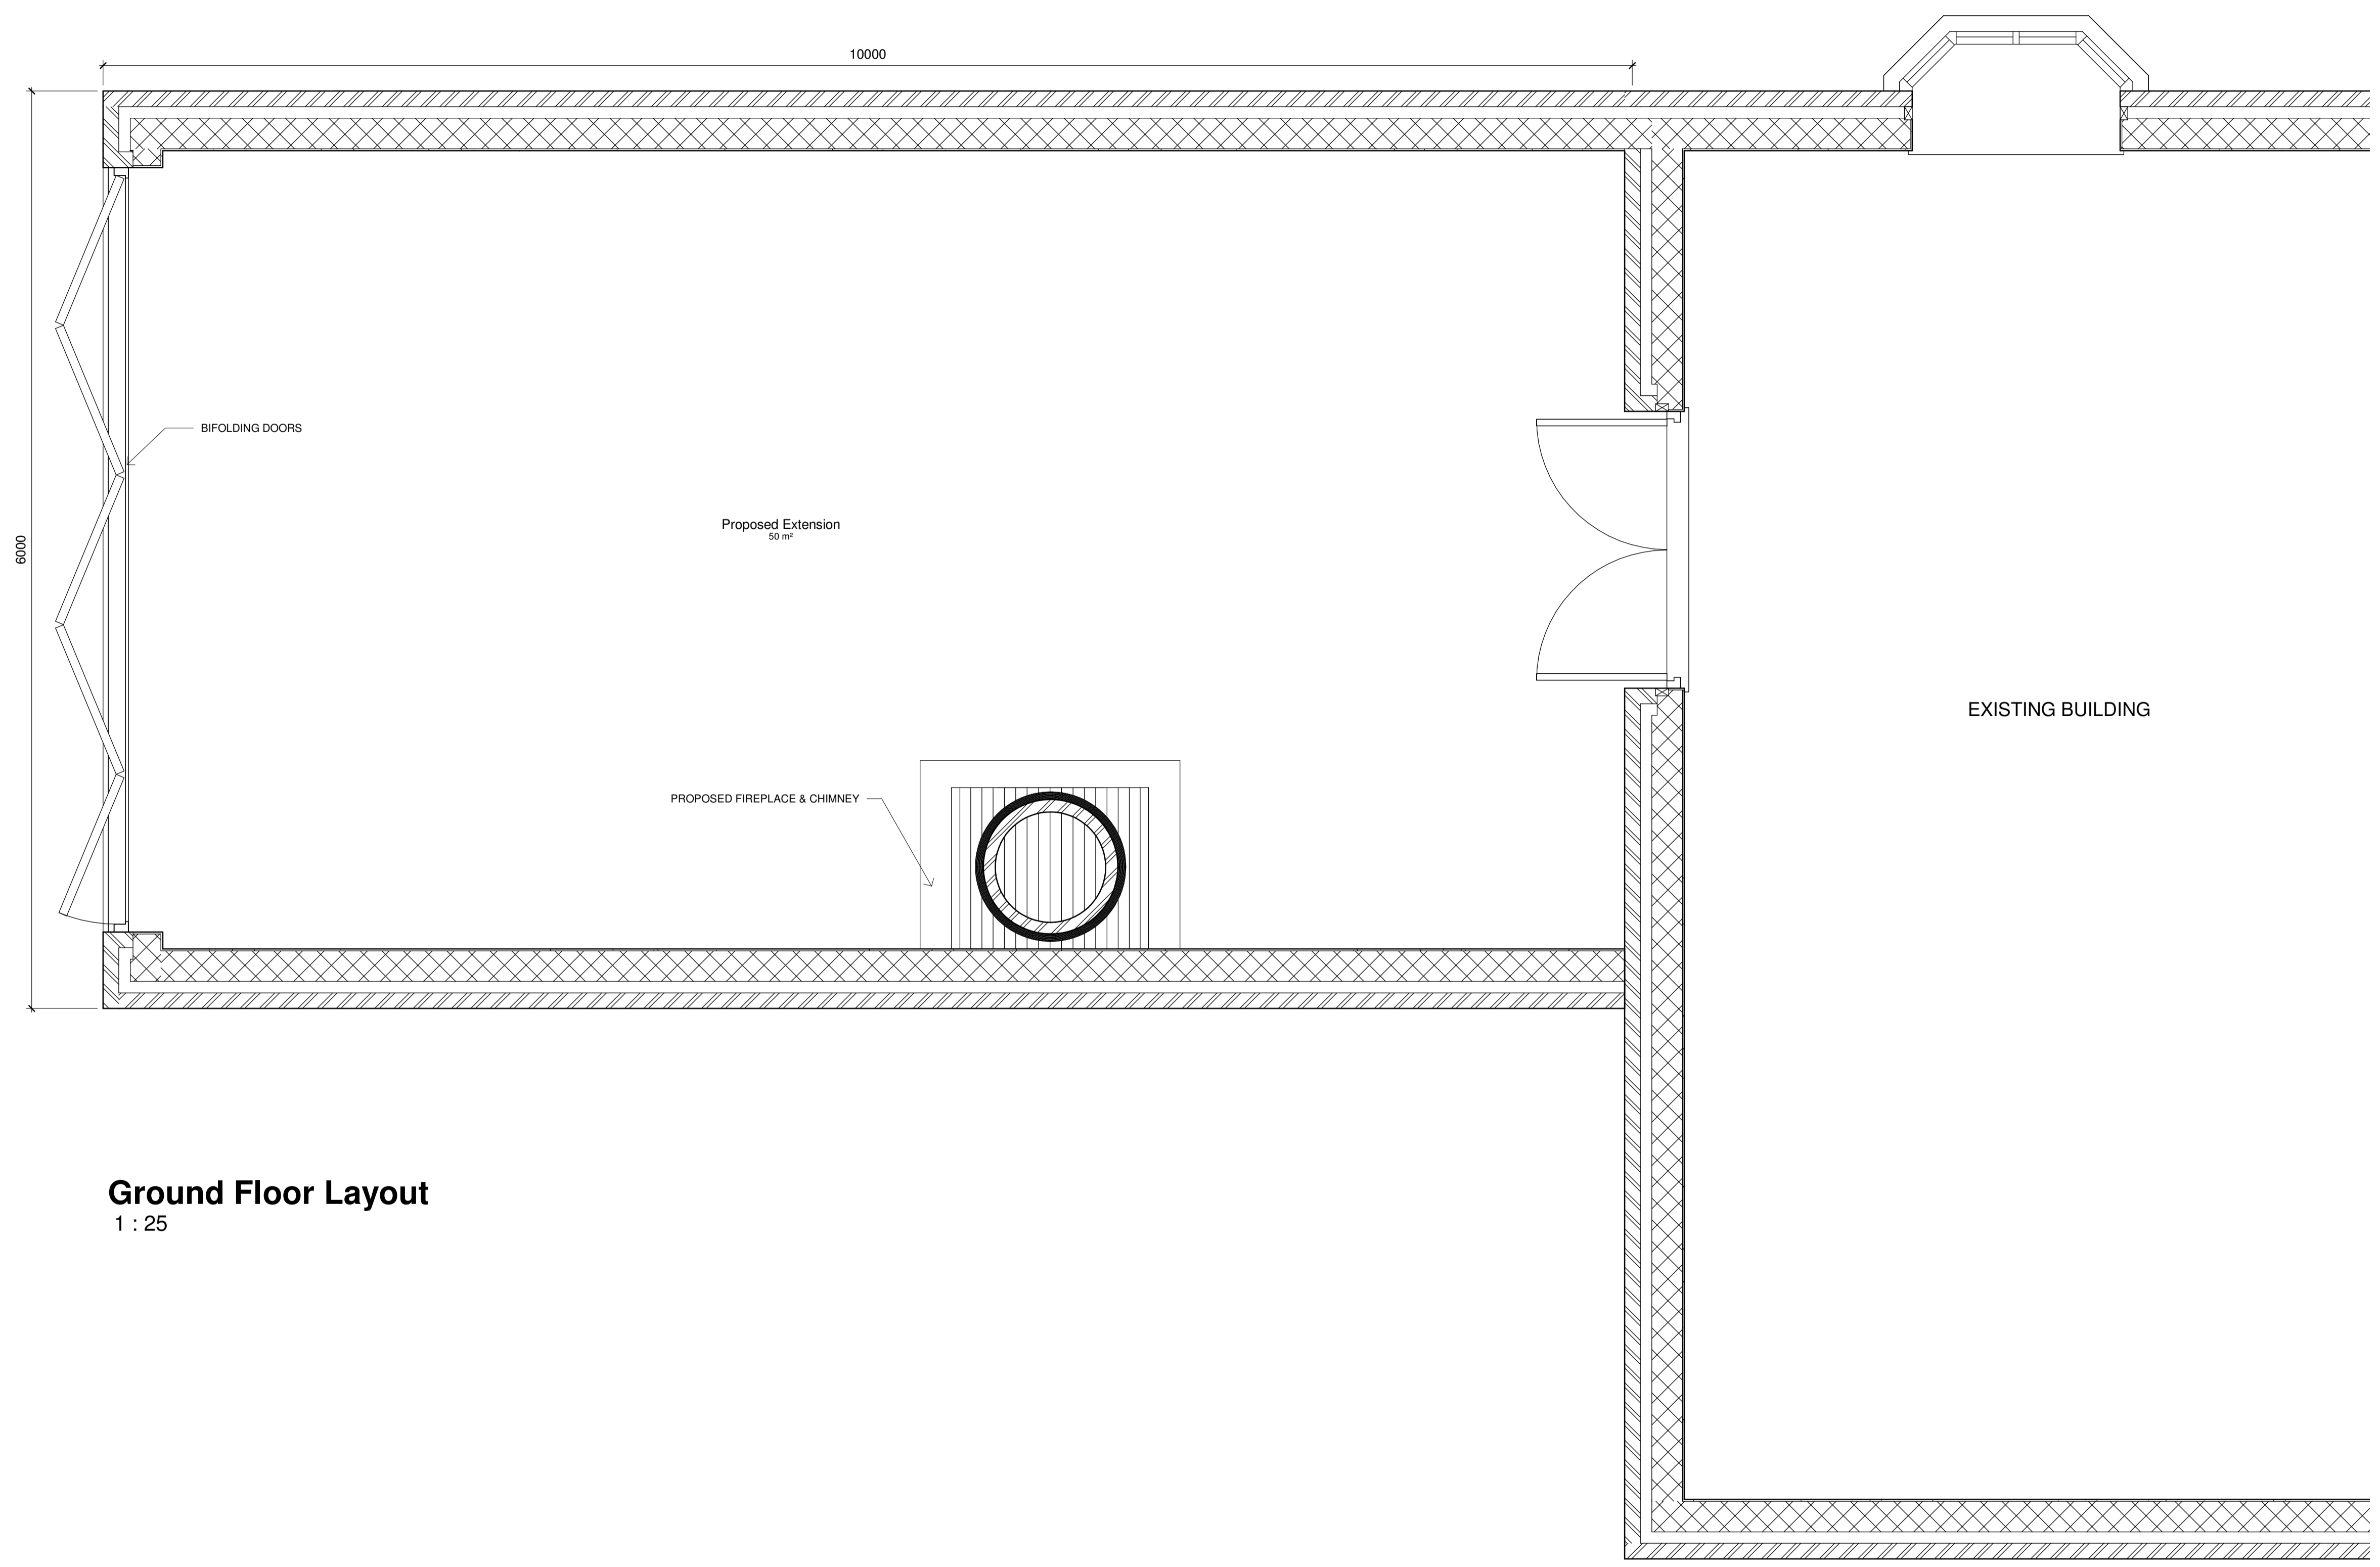 10000
6000
BIFOLDING DOORS
Proposed Extension
50 m²
EXISTING BUILDING
PROPOSED FIREPLACE & CHIMNEY
Ground Floor Layout
1 : 25